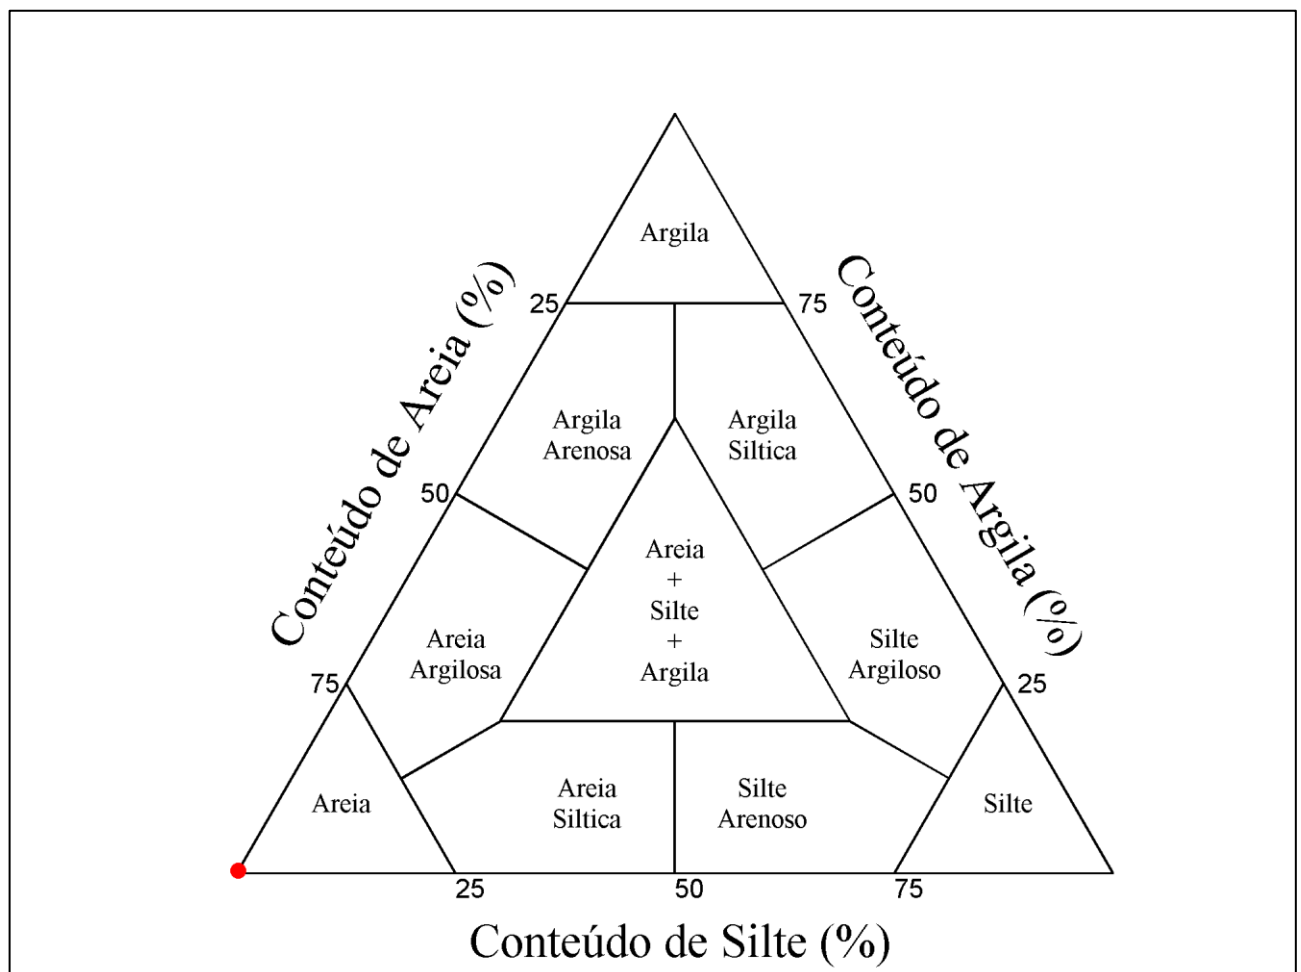 Argila
Conteúdo de Areia (%)
Conteúdo de Argila (%)
25
75
Argila
Arenosa
Argila
Siltica
50
50
Areia
+
Silte
+
Argila
Areia
Argilosa
Silte
Argiloso
75
25
Areia
Areia
Siltica
Silte
Arenoso
Silte
25
50
75
Conteúdo de Silte (%)